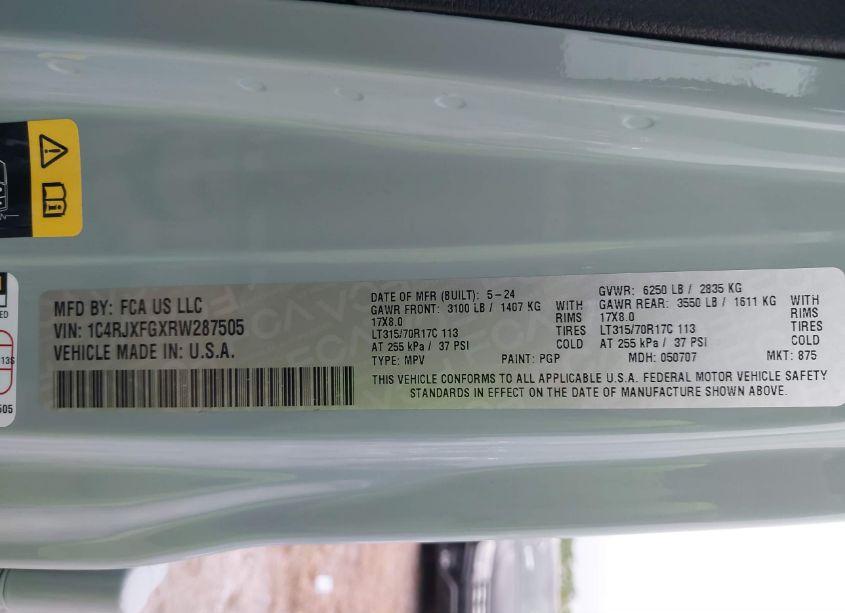 MFD BY: FCA US LLC
VIN: 1C4RJXFGXRW287505
VEHICLE MADE IN: U.S.A.
DATE OF MFR (BUILT): 5-24
GVWR: 6250 LB / 2835 KG
GAWR FRONT: 3100 LB / 1407 KG WITH
GAWR REAR: 3550 LB / 1611 KG WITH
17X8.0 RIMS
17X8.0 RIMS
LT315/70R17C 113 TIRES
LT315/70R17C 113 TIRES
AT 255 kPa / 37 PSI COLD
AT 255 kPa / 37 PSI COLD
TYPE: MPV PAINT: PGP MDH: 050707 MKT: 875
THIS VEHICLE CONFORMS TO ALL APPLICABLE U.S.A. FEDERAL MOTOR VEHICLE SAFETY
STANDARDS IN EFFECT ON THE DATE OF MANUFACTURE SHOWN ABOVE.